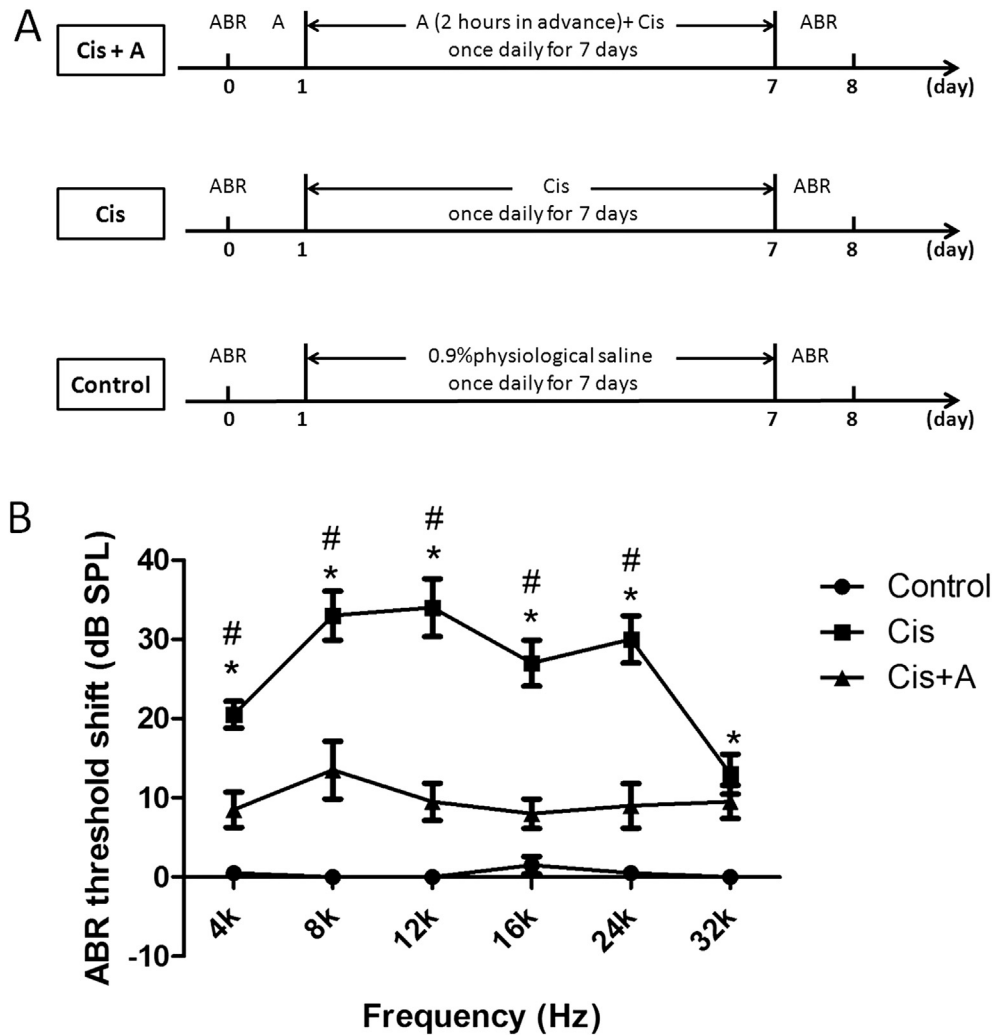 A
Cis + A
ABR A A (2 hours in advance)+ Cis ABR
once daily for 7 days
0 1 7 8 (day)
Cis
ABR Cis ABR
once daily for 7 days
0 1 7 8 (day)
Control
ABR 0.9%physiological saline ABR
once daily for 7 days
0 1 7 8 (day)
B
ABR threshold shift (dB SPL)
40
30
20
10
0
-10
# # # # #
* * * * * *
4k 8k 12k 16k 24k 32k
Frequency (Hz)
Control
Cis
Cis+A